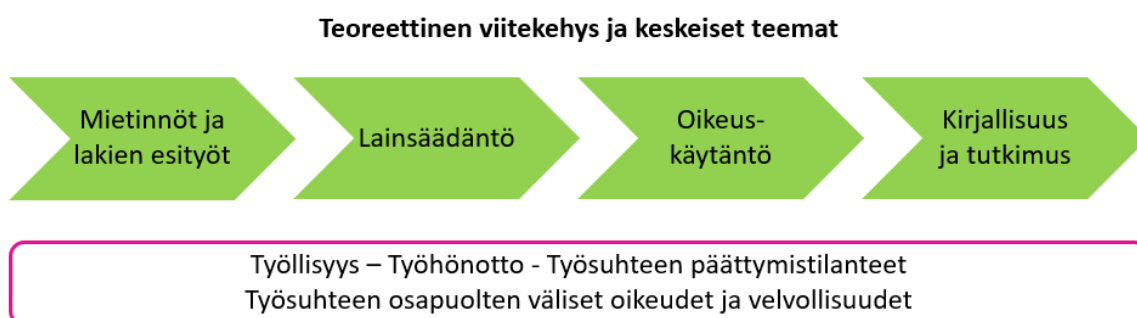 Teoreettinen viitekehys ja keskeiset teemat
Mietinnöt ja
lakien esityöt
Lainsäädäntö
Oikeus-
käytäntö
Kirjallisuus
ja tutkimus
Työllisyys – Työhönotto - Työsuhteen päättymistilanteet
Työsuhteen osapuolten väliset oikeudet ja velvollisuudet